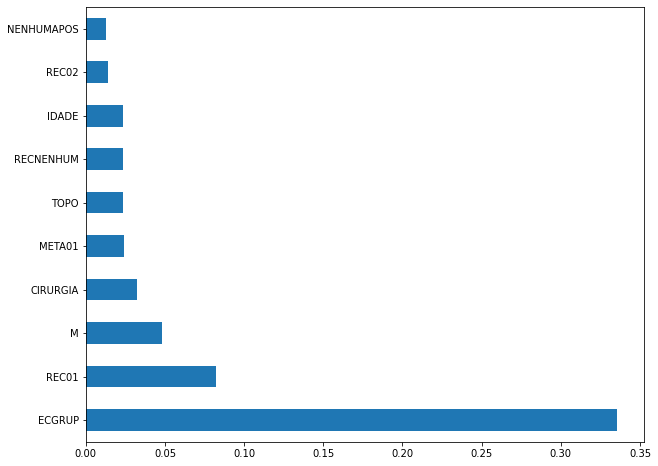 NENHUMAPOS
REC02
IDADE
RECNENHUM
TOPO
META01
CIRURGIA
M
REC01
ECGRUP
0.00 0.05 0.10 0.15 0.20 0.25 0.30 0.35